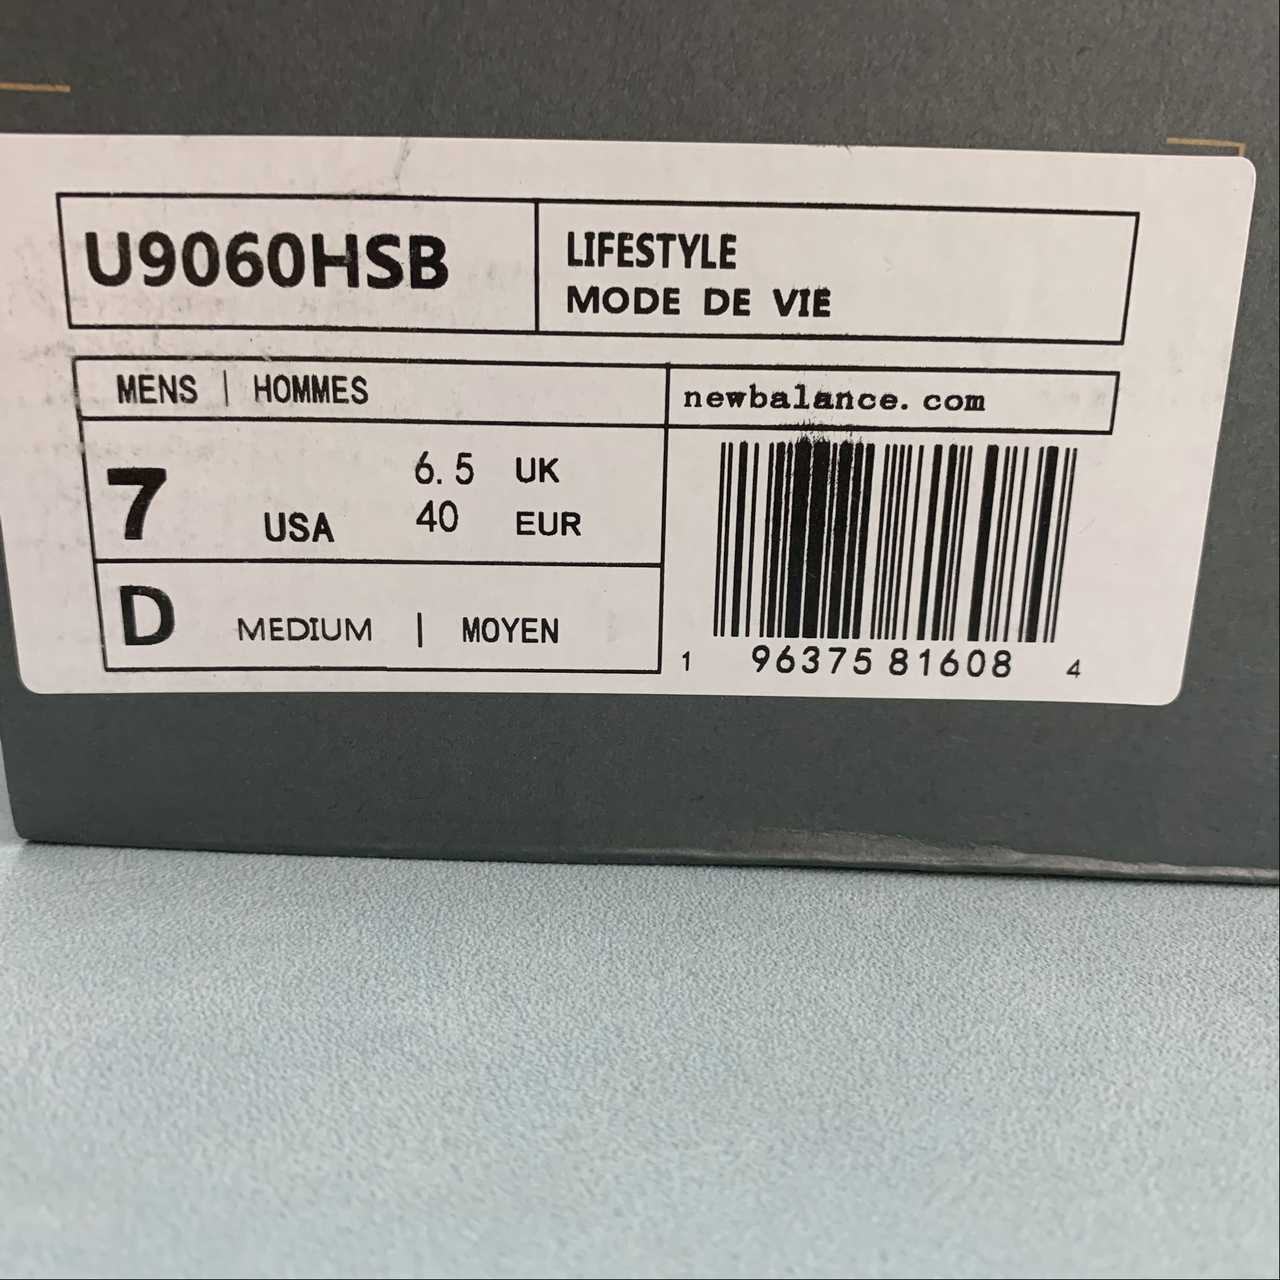 U9060HSB
LIFESTYLE
MODE DE VIE
MENS | HOMMES
newbalance.com
7 USA
6.5 UK
40 EUR
D MEDIUM | MOYEN
1 96375 81608 4